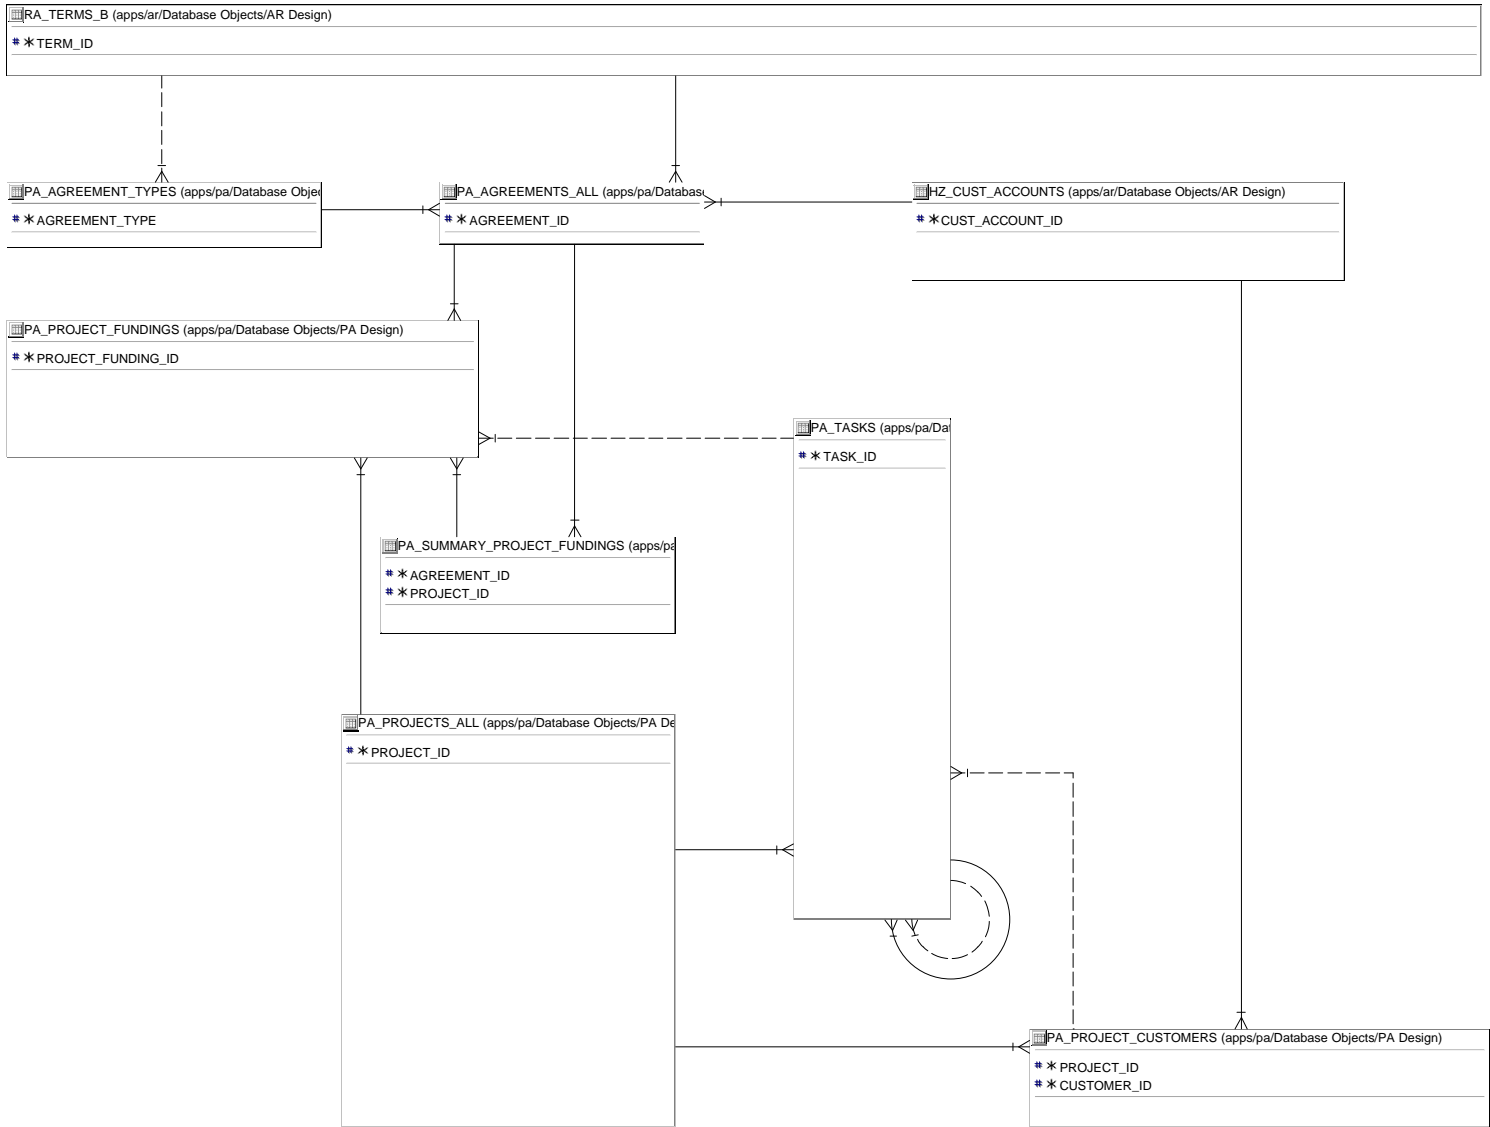 RA_TERMS_B (apps/ar/Database Objects/AR Design)
# * TERM_ID
PA_AGREEMENT_TYPES (apps/pa/Database Objec
# * AGREEMENT_TYPE
PA_AGREEMENTS_ALL (apps/pa/Database
# * AGREEMENT_ID
HZ_CUST_ACCOUNTS (apps/ar/Database Objects/AR Design)
# * CUST_ACCOUNT_ID
PA_PROJECT_FUNDINGS (apps/pa/Database Objects/PA Design)
# * PROJECT_FUNDING_ID
PA_TASKS (apps/pa/Dat
# * TASK_ID
PA_SUMMARY_PROJECT_FUNDINGS (apps/pa
# * AGREEMENT_ID
# * PROJECT_ID
PA_PROJECTS_ALL (apps/pa/Database Objects/PA De
# * PROJECT_ID
PA_PROJECT_CUSTOMERS (apps/pa/Database Objects/PA Design)
# * PROJECT_ID
# * CUSTOMER_ID